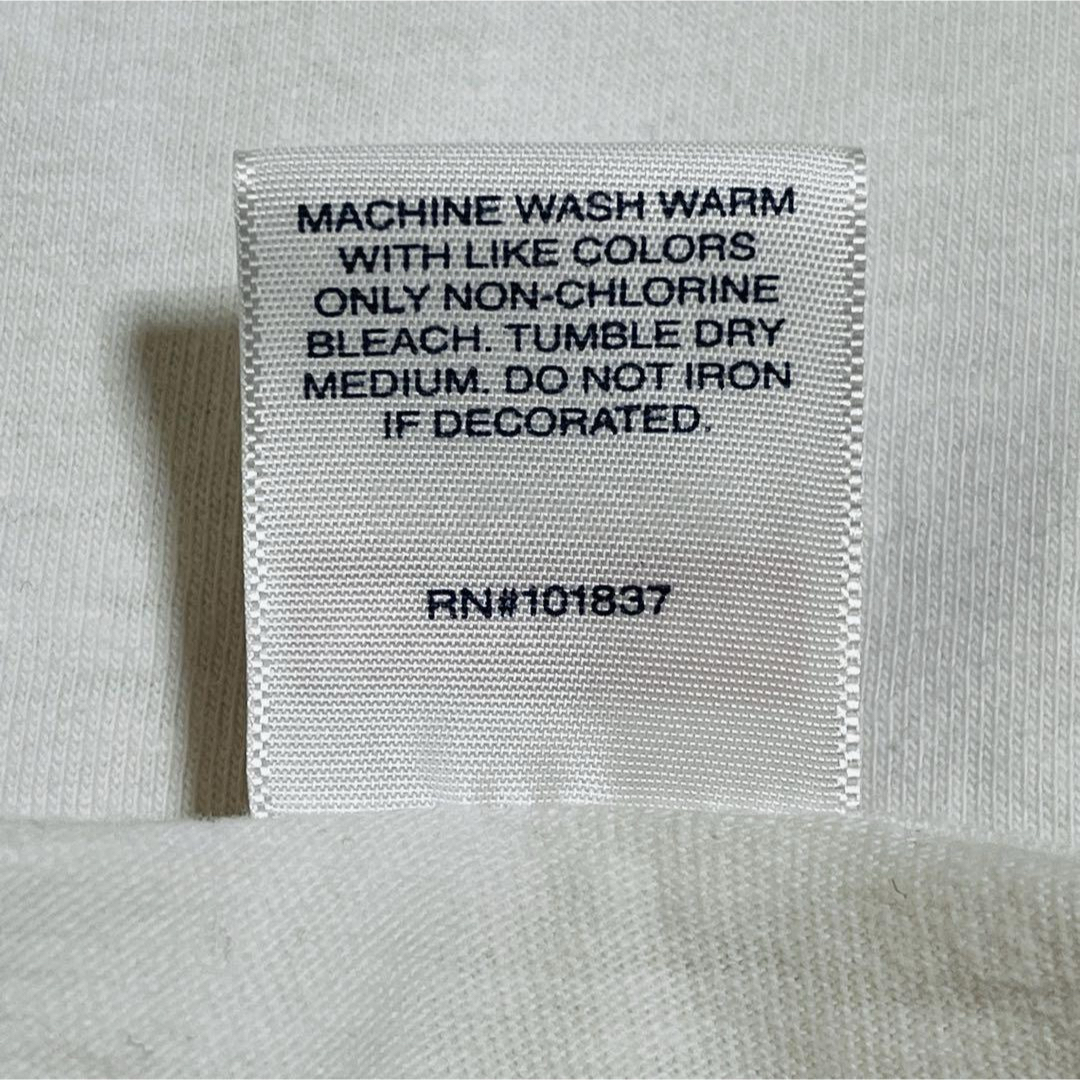 MACHINE WASH WARM
WITH LIKE COLORS
ONLY NON-CHLORINE
BLEACH. TUMBLE DRY
MEDIUM. DO NOT IRON
IF DECORATED.
RN#101837